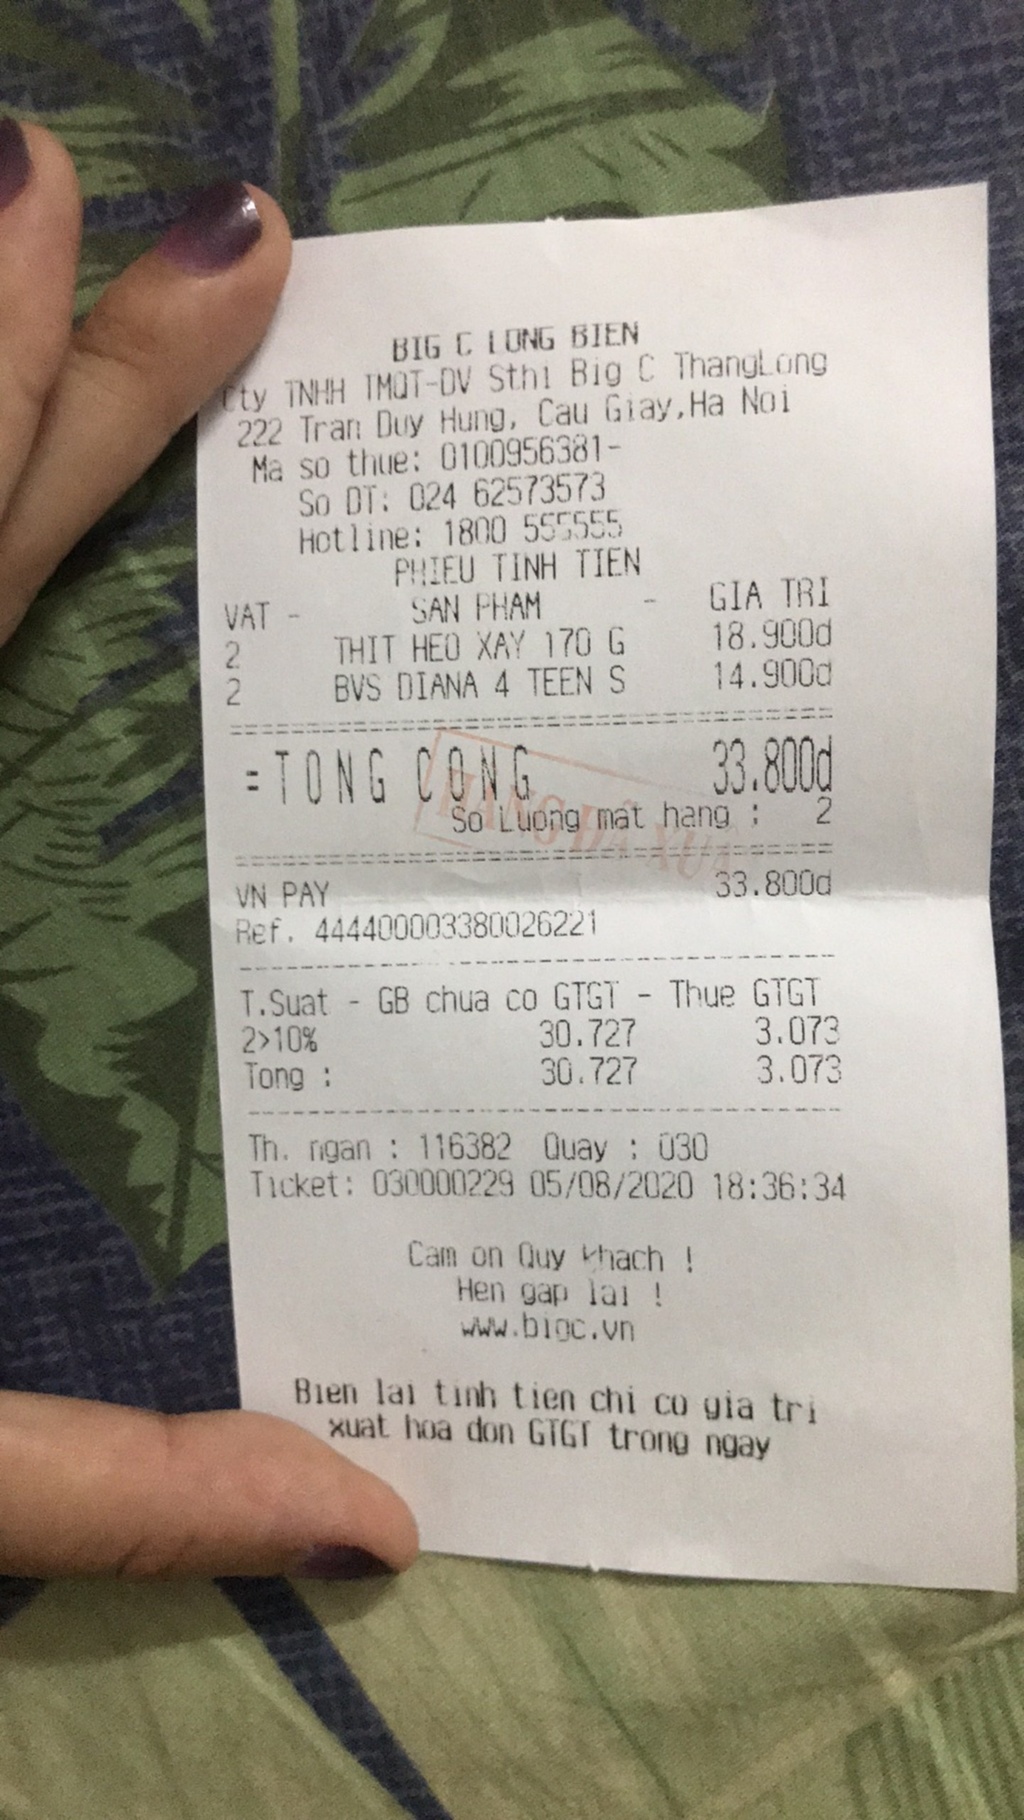 BIG C LONG BIEN
Cty TNHH TMQT-DV Sthi Big C ThangLong
222 Tran Duy Hung, Cau Giay,Ha Noi
Ma so thue: 0100956381-
So DT: 024 62573573
Hotline: 1800 555555
PHIEU TINH TIEN
VAT - SAN PHAM - GIA TRI
2 THIT HEO XAY 170 G 18.900d
2 BVS DIANA 4 TEEN S 14.900d
=TONG CONG 33.800d
So Luong mat hang : 2
HÀNG ĐÃ XUẤT
VN PAY 33.800d
Ref. 444400003380026221
T.Suat - GB chua co GTGT - Thue GTGT
2>10% 30.727 3.073
Tong : 30.727 3.073
Th. ngan : 116382 Quay : 030
Ticket: 030000229 05/08/2020 18:36:34
Cam on Quy khach !
Hen gap lai !
www.bigc.vn
Bien lai tinh tien chi co gia tri
xuat hoa don GTGT trong ngay